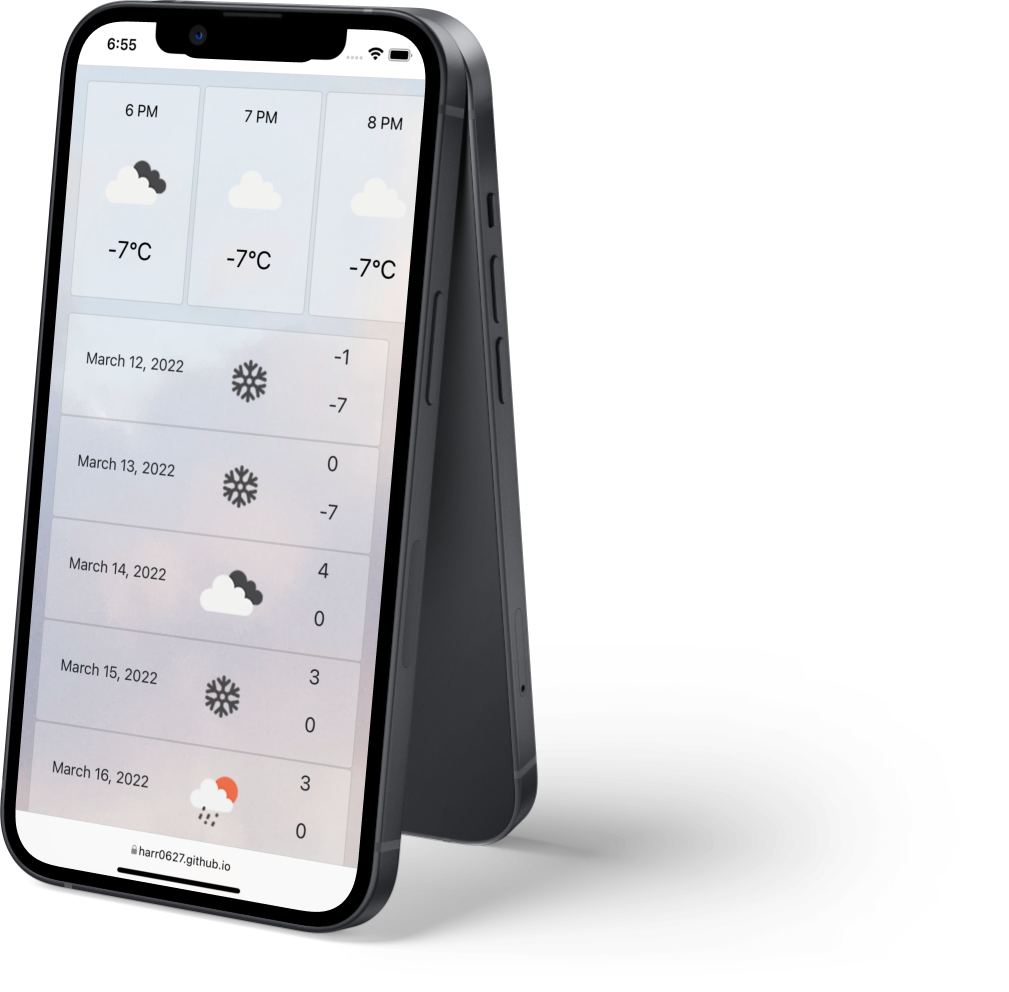 6:55
6 PM 7 PM 8 PM
-7°C -7°C -7°C
March 12, 2022 -1
-7
March 13, 2022 0
-7
March 14, 2022 4
0
March 15, 2022 3
0
March 16, 2022 3
0
harr0627.github.io